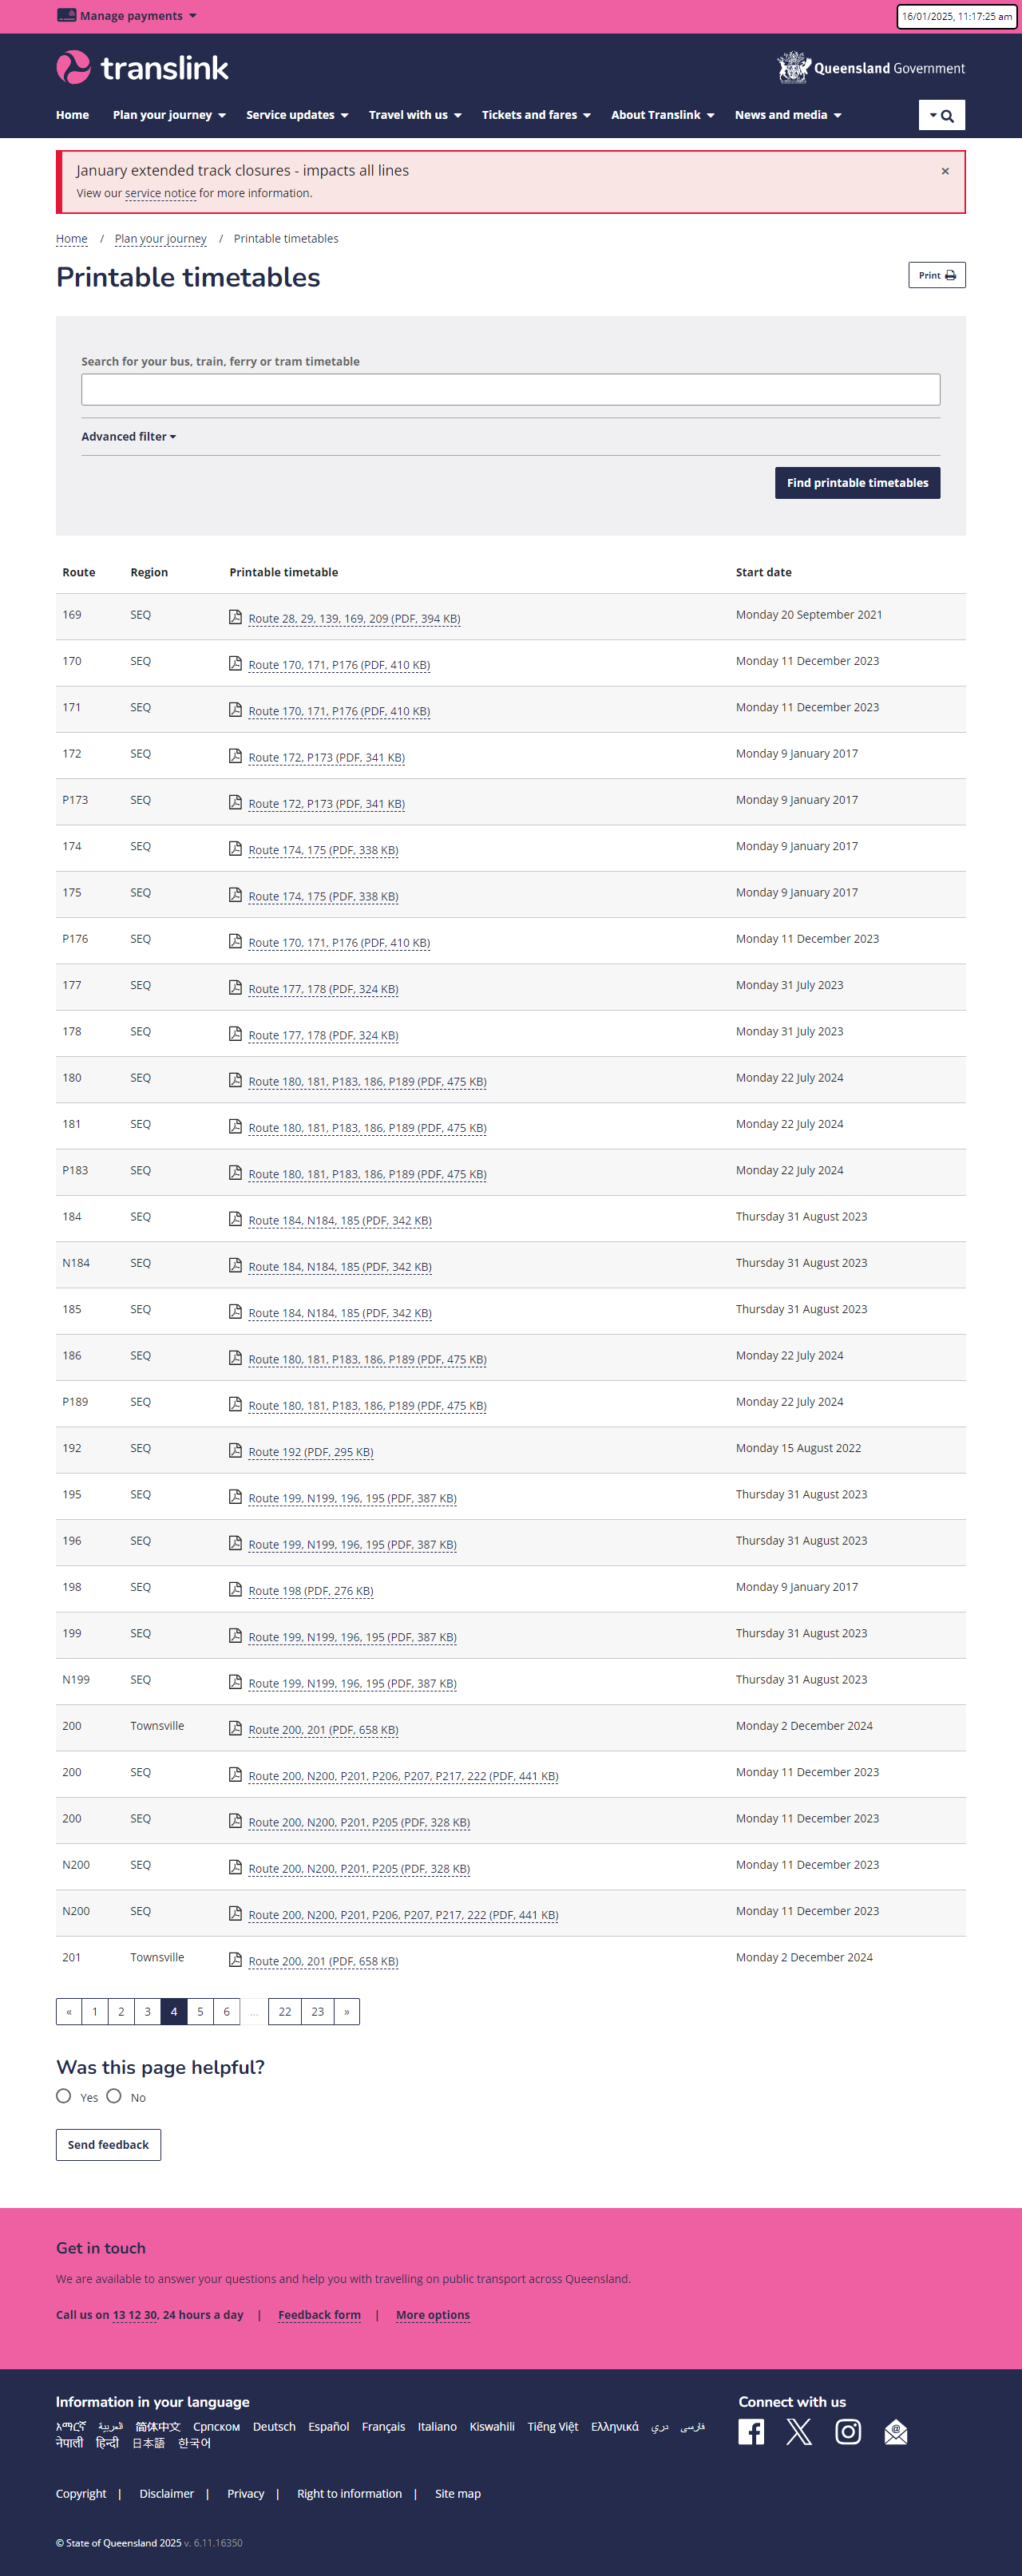 Manage payments
16/01/2025, 11:17:25 am
translink
Queensland Government
Home Plan your journey Service updates Travel with us Tickets and fares About Translink News and media
January extended track closures - impacts all lines ×
View our service notice for more information.
Home / Plan your journey / Printable timetables
Printable timetables
Print
Search for your bus, train, ferry or tram timetable
Advanced filter
Find printable timetables
Route Region Printable timetable Start date
169 SEQ Route 28, 29, 139, 169, 209 (PDF, 394 KB) Monday 20 September 2021
170 SEQ Route 170, 171, P176 (PDF, 410 KB) Monday 11 December 2023
171 SEQ Route 170, 171, P176 (PDF, 410 KB) Monday 11 December 2023
172 SEQ Route 172, P173 (PDF, 341 KB) Monday 9 January 2017
P173 SEQ Route 172, P173 (PDF, 341 KB) Monday 9 January 2017
174 SEQ Route 174, 175 (PDF, 338 KB) Monday 9 January 2017
175 SEQ Route 174, 175 (PDF, 338 KB) Monday 9 January 2017
P176 SEQ Route 170, 171, P176 (PDF, 410 KB) Monday 11 December 2023
177 SEQ Route 177, 178 (PDF, 324 KB) Monday 31 July 2023
178 SEQ Route 177, 178 (PDF, 324 KB) Monday 31 July 2023
180 SEQ Route 180, 181, P183, 186, P189 (PDF, 475 KB) Monday 22 July 2024
181 SEQ Route 180, 181, P183, 186, P189 (PDF, 475 KB) Monday 22 July 2024
P183 SEQ Route 180, 181, P183, 186, P189 (PDF, 475 KB) Monday 22 July 2024
184 SEQ Route 184, N184, 185 (PDF, 342 KB) Thursday 31 August 2023
N184 SEQ Route 184, N184, 185 (PDF, 342 KB) Thursday 31 August 2023
185 SEQ Route 184, N184, 185 (PDF, 342 KB) Thursday 31 August 2023
186 SEQ Route 180, 181, P183, 186, P189 (PDF, 475 KB) Monday 22 July 2024
P189 SEQ Route 180, 181, P183, 186, P189 (PDF, 475 KB) Monday 22 July 2024
192 SEQ Route 192 (PDF, 295 KB) Monday 15 August 2022
195 SEQ Route 199, N199, 196, 195 (PDF, 387 KB) Thursday 31 August 2023
196 SEQ Route 199, N199, 196, 195 (PDF, 387 KB) Thursday 31 August 2023
198 SEQ Route 198 (PDF, 276 KB) Monday 9 January 2017
199 SEQ Route 199, N199, 196, 195 (PDF, 387 KB) Thursday 31 August 2023
N199 SEQ Route 199, N199, 196, 195 (PDF, 387 KB) Thursday 31 August 2023
200 Townsville Route 200, 201 (PDF, 658 KB) Monday 2 December 2024
200 SEQ Route 200, N200, P201, P206, P207, P217, 222 (PDF, 441 KB) Monday 11 December 2023
200 SEQ Route 200, N200, P201, P205 (PDF, 328 KB) Monday 11 December 2023
N200 SEQ Route 200, N200, P201, P205 (PDF, 328 KB) Monday 11 December 2023
N200 SEQ Route 200, N200, P201, P206, P207, P217, 222 (PDF, 441 KB) Monday 11 December 2023
201 Townsville Route 200, 201 (PDF, 658 KB) Monday 2 December 2024
« 1 2 3 4 5 6 ... 22 23 »
Was this page helpful?
Yes No
Send feedback
Get in touch
We are available to answer your questions and help you with travelling on public transport across Queensland.
Call us on 13 12 30, 24 hours a day | Feedback form | More options
Information in your language
Connect with us
አማርኛ العربية 简体中文 Српском Deutsch Español Français Italiano Kiswahili Tiếng Việt Ελληνικά دری فارسی
नेपाली हिन्दी 日本語 한국어
Copyright | Disclaimer | Privacy | Right to information | Site map
© State of Queensland 2025 v. 6.11.16350